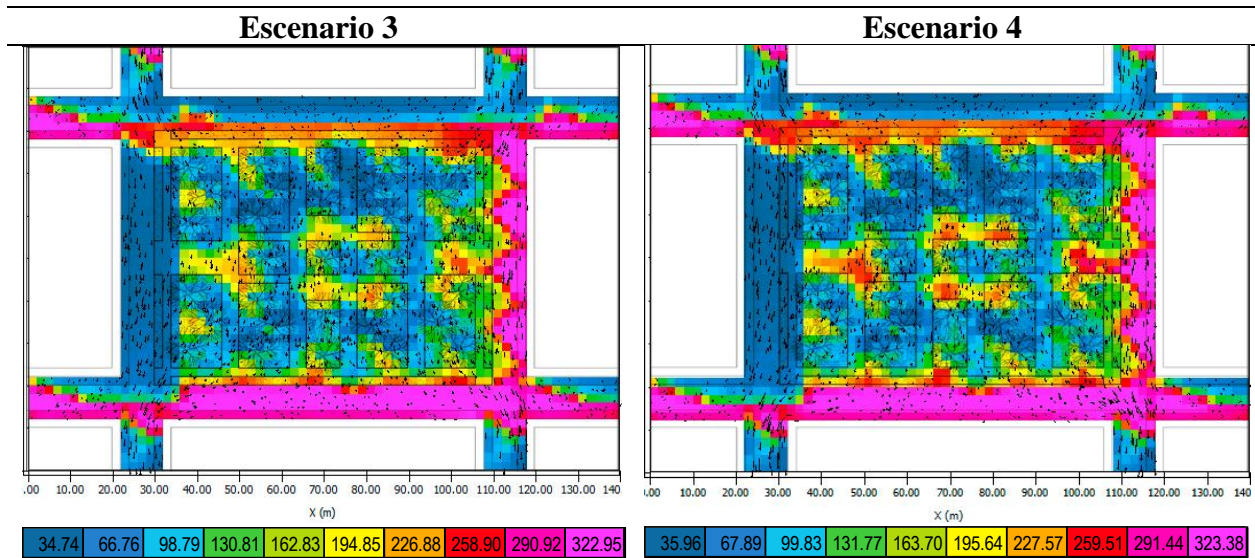 Escenario 3 Escenario 4
.00 10.00 20.00 30.00 40.00 50.00 60.00 70.00 80.00 90.00 100.00 110.00 120.00 130.00 140 .00 10.00 20.00 30.00 40.00 50.00 60.00 70.00 80.00 90.00 100.00 110.00 120.00 130.00 140
X (m) X (m)
34.74 66.76 98.79 130.81 162.83 194.85 226.88 258.90 290.92 322.95 35.96 67.89 99.83 131.77 163.70 195.64 227.57 259.51 291.44 323.38